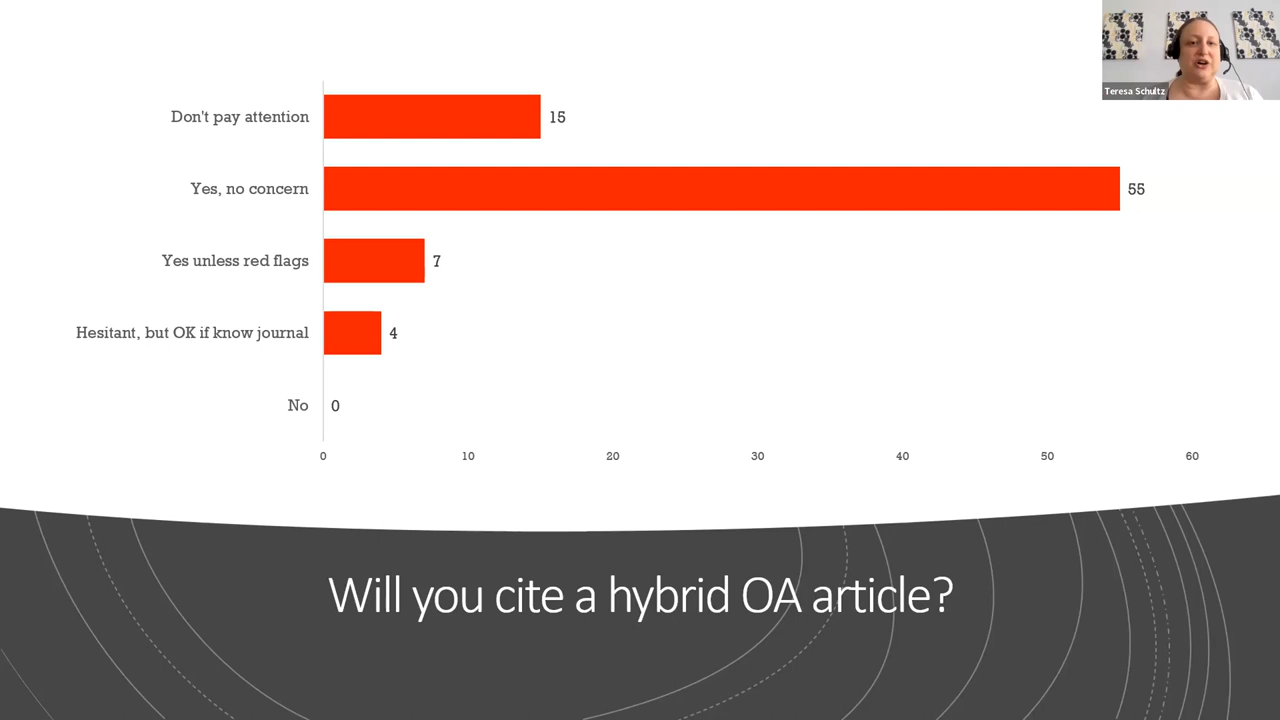 Teresa Schultz
Don't pay attention 15
Yes, no concern 55
Yes unless red flags 7
Hesitant, but OK if know journal 4
No 0
0 10 20 30 40 50 60
Will you cite a hybrid OA article?